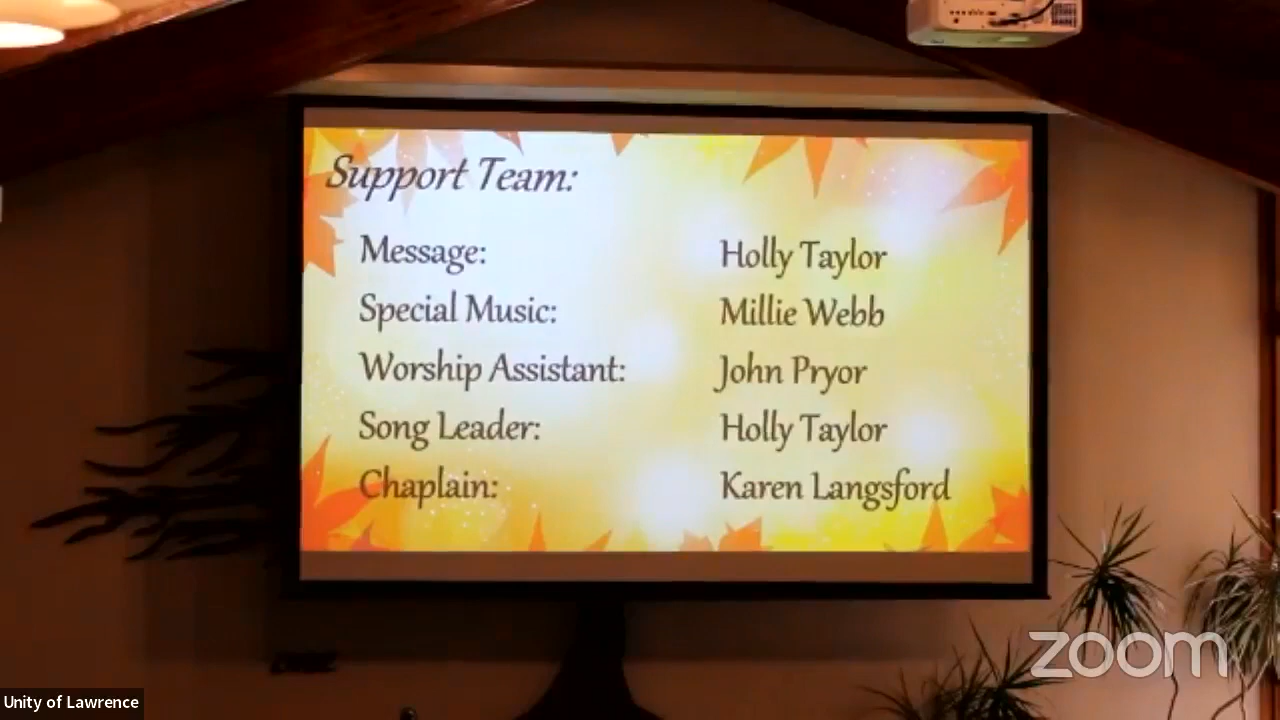 Support Team:
Message: Holly Taylor
Special Music: Millie Webb
Worship Assistant: John Pryor
Song Leader: Holly Taylor
Chaplain: Karen Langsford
zoom
Unity of Lawrence